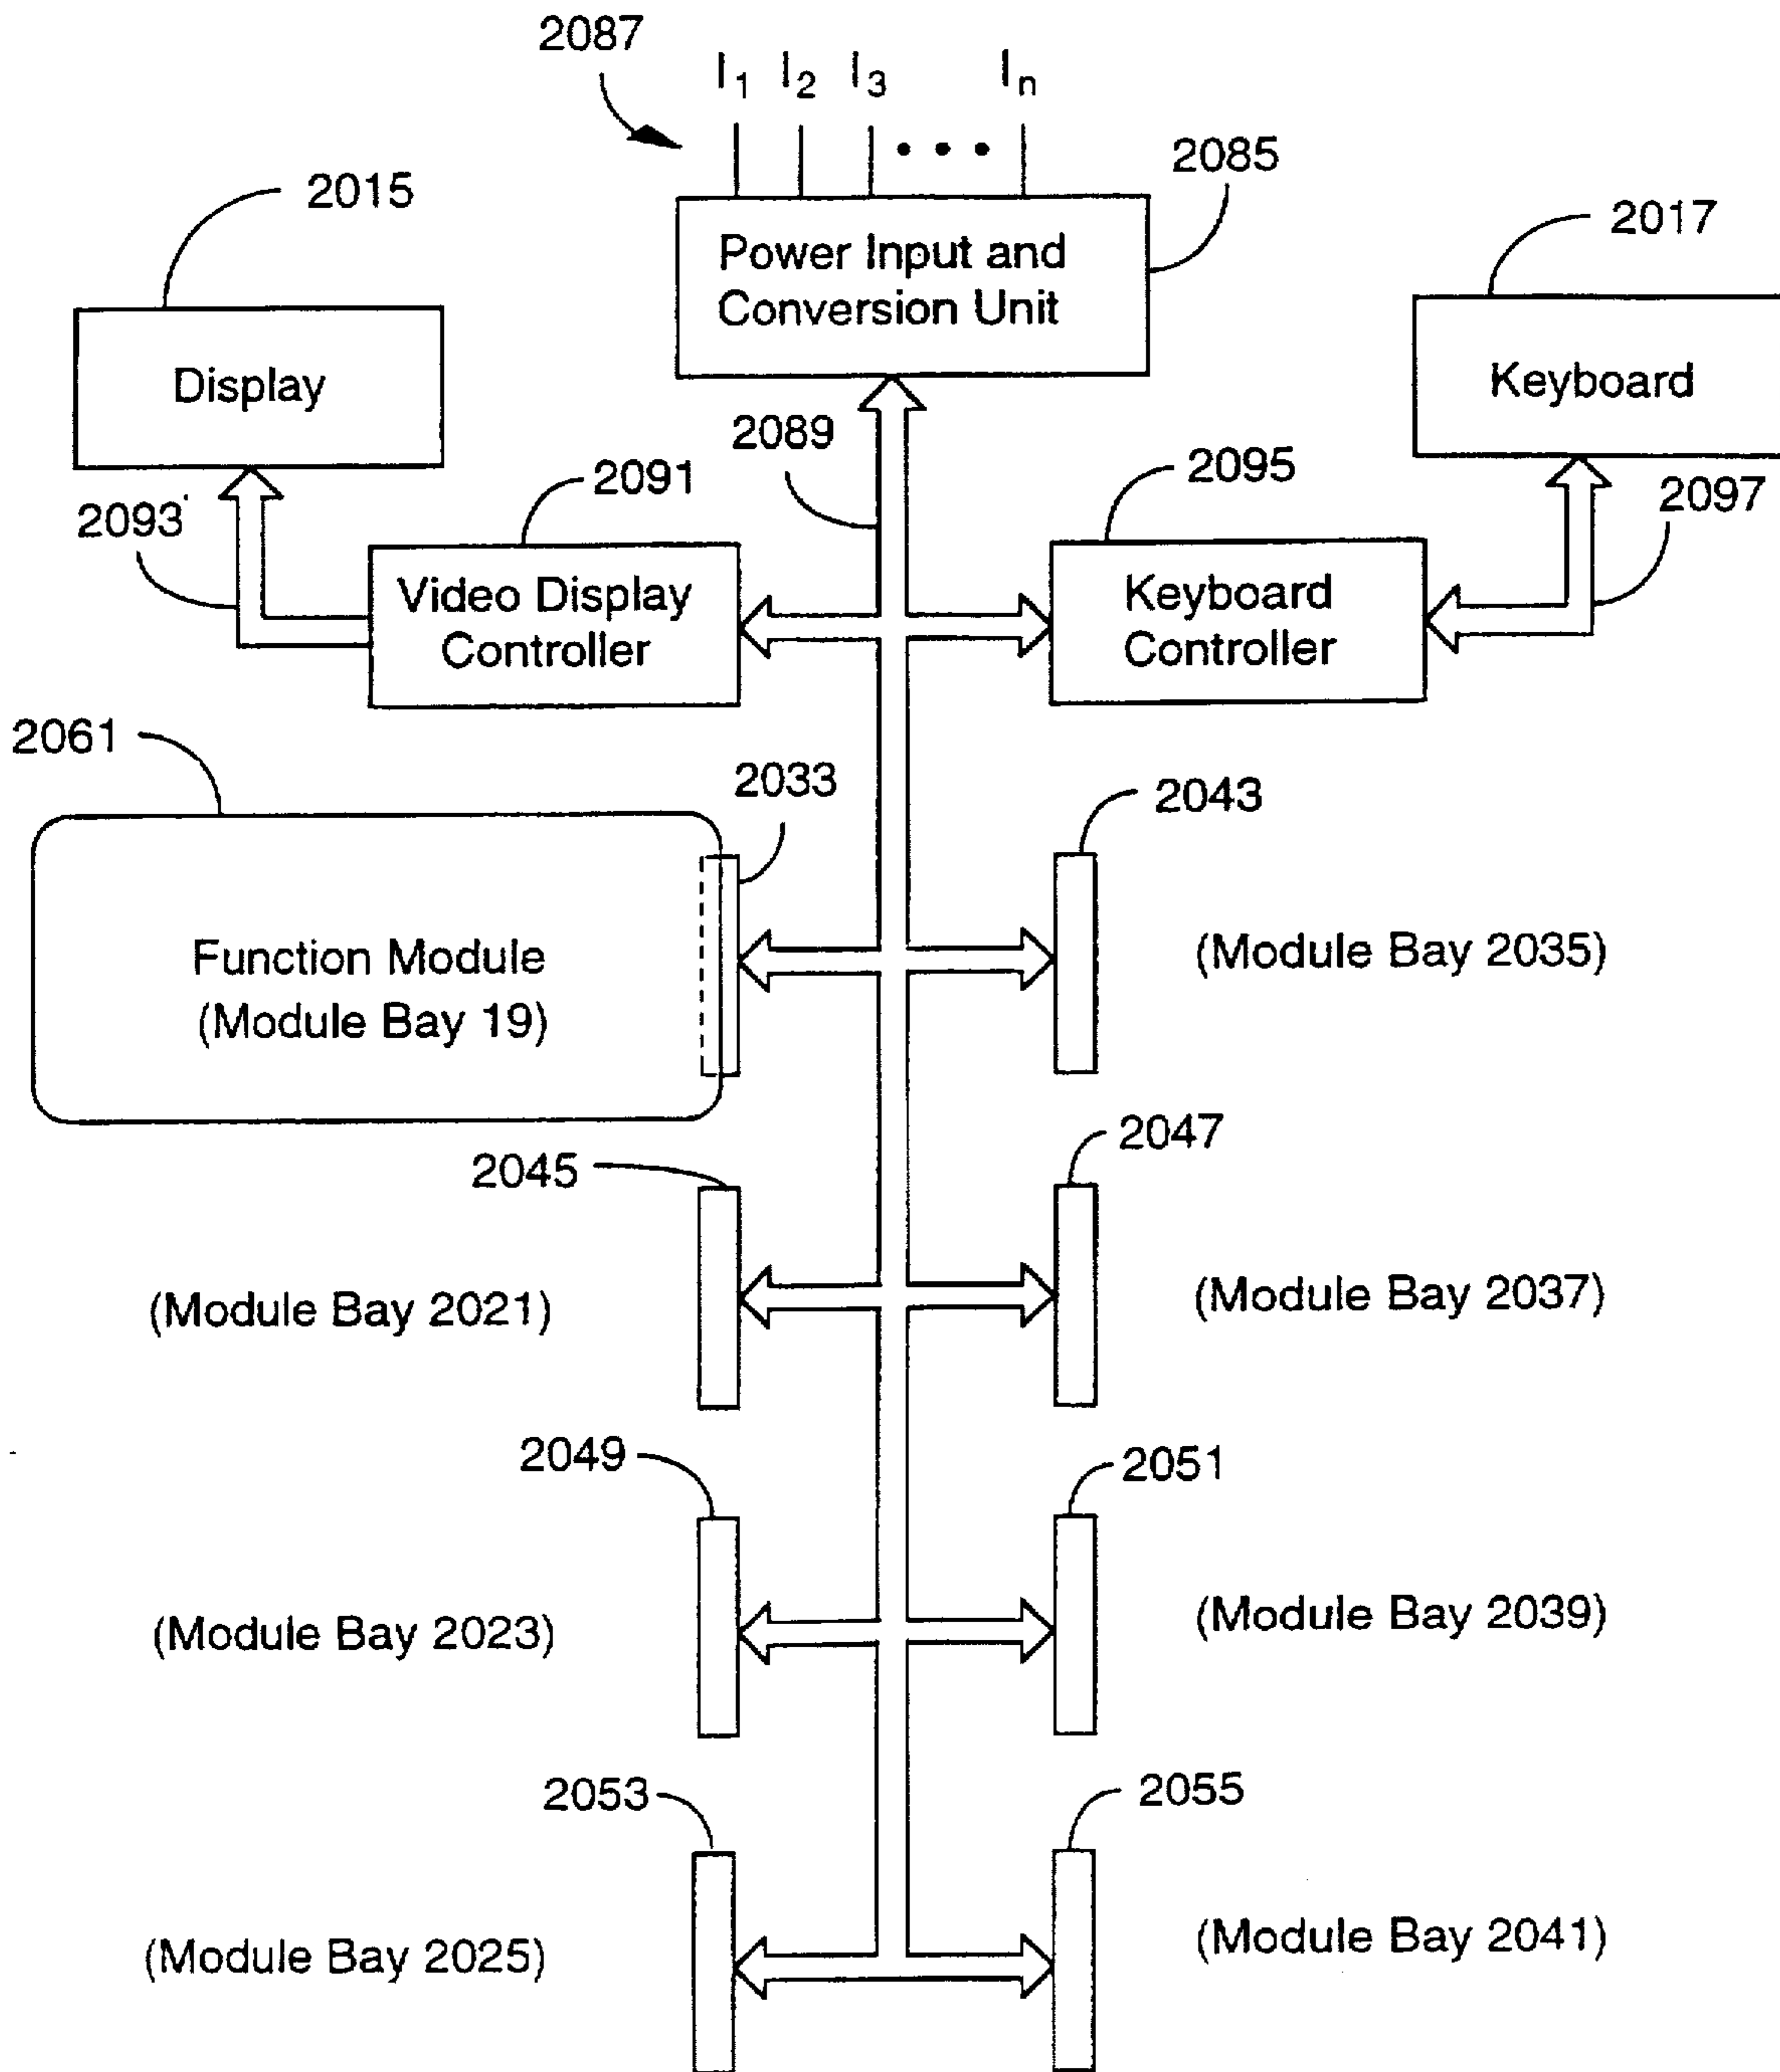 2087
I1 I2 I3 • • • In
2085
2015
2017
Power Input and
Conversion Unit
Display
Keyboard
2089
2091
2095
2093
2097
Video Display
Controller
Keyboard
Controller
2061
2033
2043
Function Module
(Module Bay 19)
(Module Bay 2035)
2045
2047
(Module Bay 2021)
(Module Bay 2037)
2049
2051
(Module Bay 2023)
(Module Bay 2039)
2053
2055
(Module Bay 2025)
(Module Bay 2041)